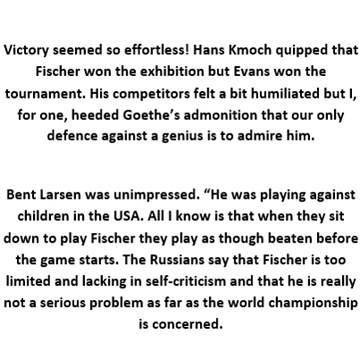 Victory seemed so effortless! Hans Kmoch quipped that
Fischer won the exhibition but Evans won the
tournament. His competitors felt a bit humiliated but I,
for one, heeded Goethe’s admonition that our only
defence against a genius is to admire him.
Bent Larsen was unimpressed. “He was playing against
children in the USA. All I know is that when they sit
down to play Fischer they play as though beaten before
the game starts. The Russians say that Fischer is too
limited and lacking in self-criticism and that he is really
not a serious problem as far as the world championship
is concerned.